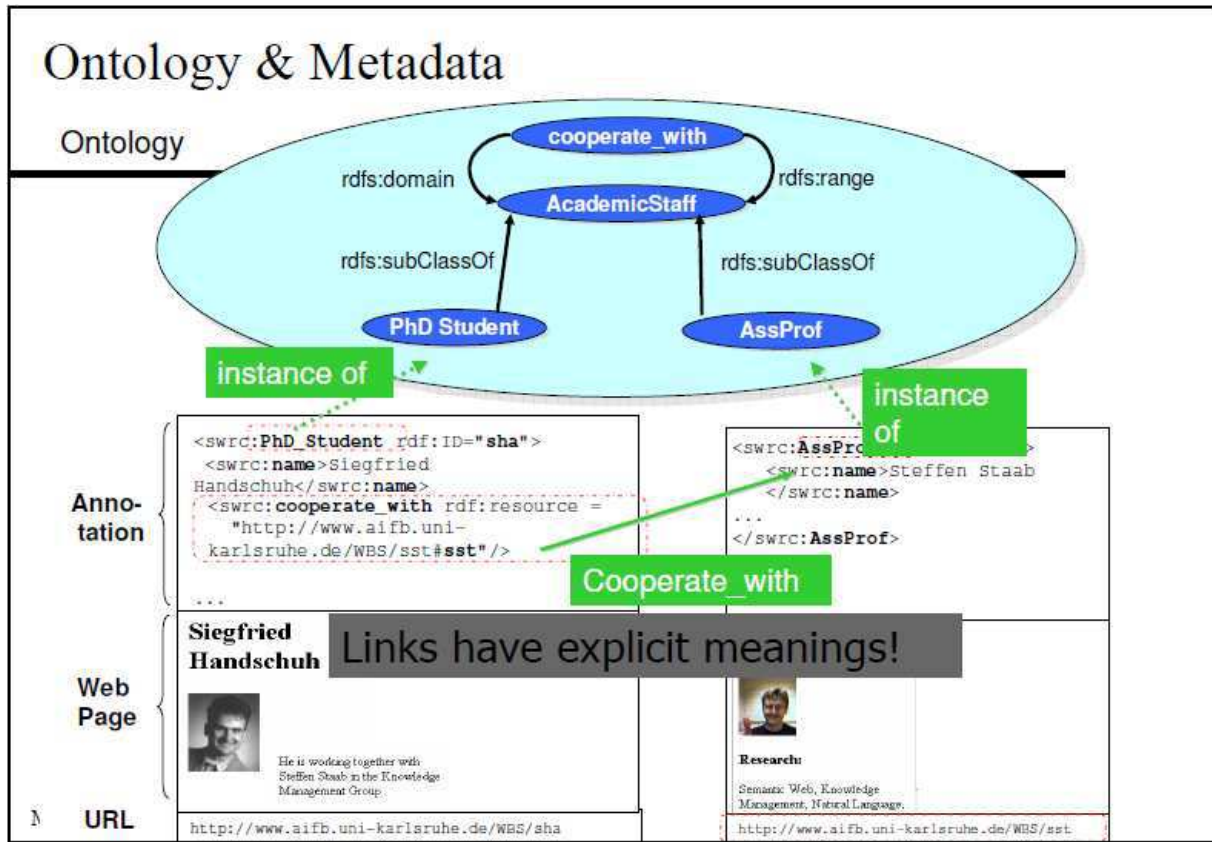 Ontology & Metadata
Ontology
cooperate_with
rdfs:domain
rdfs:range
AcademicStaff
rdfs:subClassOf
rdfs:subClassOf
PhD Student
AssProf
instance of
instance
of
Anno-
tation
<swrc:PhD_Student rdf:ID="sha">
<swrc:name>Siegfried
Handschuh</swrc:name>
<swrc:cooperate_with rdf:resource =
"http://www.aifb.uni-
karlsruhe.de/WBS/sst#sst"/>
...
<swrc:AssProf >
<swrc:name>Steffen Staab
</swrc:name>
...
</swrc:AssProf>
Cooperate_with
Links have explicit meanings!
Web
Page
Siegfried
Handschuh
He is working together with
Steffen Staab in the Knowledge
Management Group
Research:
Semantic Web, Knowledge
Management, Natural Language,
URL
http://www.aifb.uni-karlsruhe.de/WBS/sha
http://www.aifb.uni-karlsruhe.de/WBS/sst